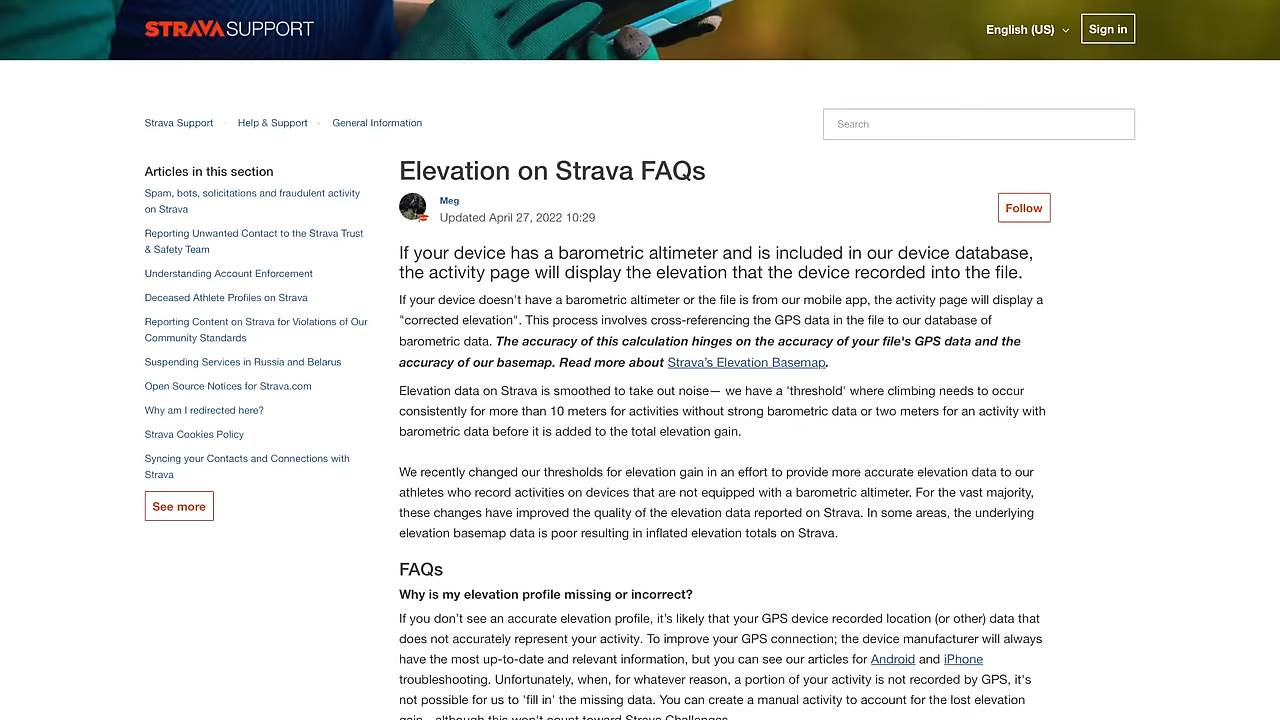 STRAVA SUPPORT
English (US)
Sign in
Strava Support
Help & Support
General Information
Search
Articles in this section
Spam, bots, solicitations and fraudulent activity
on Strava
Reporting Unwanted Contact to the Strava Trust
& Safety Team
Understanding Account Enforcement
Deceased Athlete Profiles on Strava
Reporting Content on Strava for Violations of Our
Community Standards
Suspending Services in Russia and Belarus
Open Source Notices for Strava.com
Why am I redirected here?
Strava Cookies Policy
Syncing your Contacts and Connections with
Strava
See more
Elevation on Strava FAQs
Meg
Updated April 27, 2022 10:29
Follow
If your device has a barometric altimeter and is included in our device database,
the activity page will display the elevation that the device recorded into the file.
If your device doesn't have a barometric altimeter or the file is from our mobile app, the activity page will display a
"corrected elevation". This process involves cross-referencing the GPS data in the file to our database of
barometric data. The accuracy of this calculation hinges on the accuracy of your file's GPS data and the
accuracy of our basemap. Read more about Strava’s Elevation Basemap.
Elevation data on Strava is smoothed to take out noise— we have a 'threshold' where climbing needs to occur
consistently for more than 10 meters for activities without strong barometric data or two meters for an activity with
barometric data before it is added to the total elevation gain.
We recently changed our thresholds for elevation gain in an effort to provide more accurate elevation data to our
athletes who record activities on devices that are not equipped with a barometric altimeter. For the vast majority,
these changes have improved the quality of the elevation data reported on Strava. In some areas, the underlying
elevation basemap data is poor resulting in inflated elevation totals on Strava.
FAQs
Why is my elevation profile missing or incorrect?
If you don’t see an accurate elevation profile, it’s likely that your GPS device recorded location (or other) data that
does not accurately represent your activity. To improve your GPS connection; the device manufacturer will always
have the most up-to-date and relevant information, but you can see our articles for Android and iPhone
troubleshooting. Unfortunately, when, for whatever reason, a portion of your activity is not recorded by GPS, it's
not possible for us to 'fill in' the missing data. You can create a manual activity to account for the lost elevation
although this won't count toward Strava Challenges.